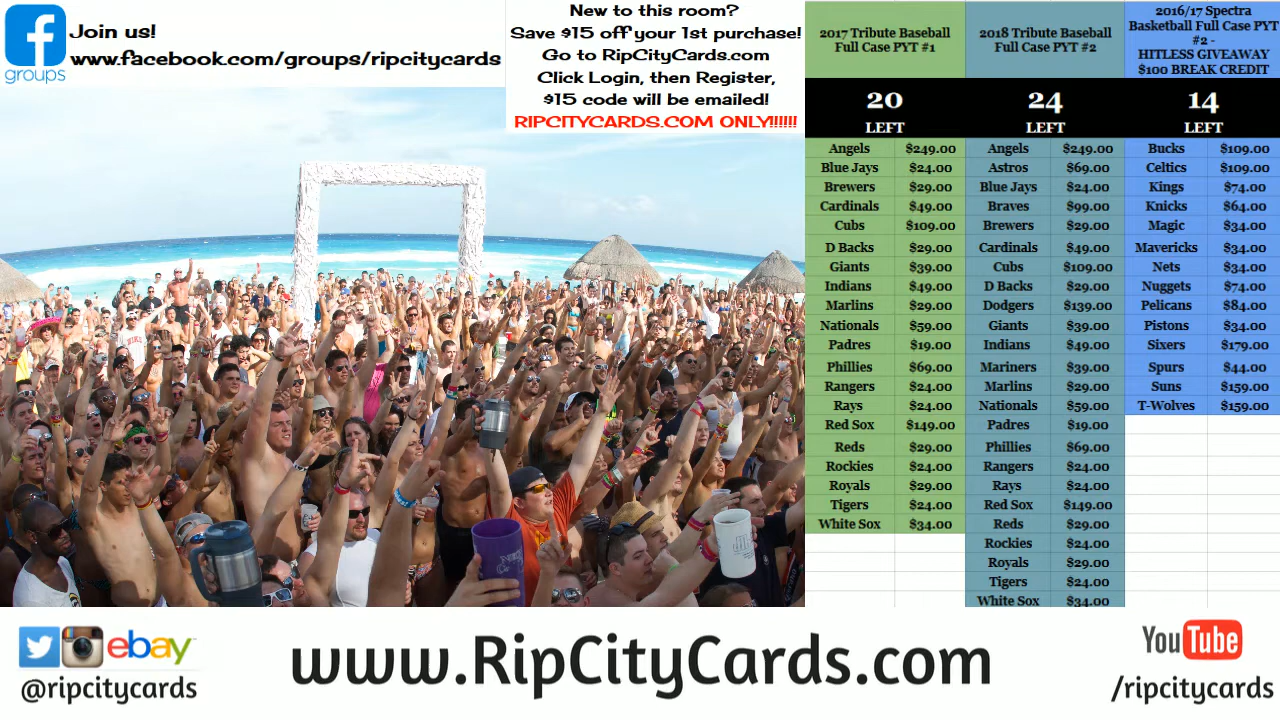 groups
Join us!
www.facebook.com/groups/ripcitycards
New to this room?
Save $15 off your 1st purchase!
Go to RipCityCards.com
Click Login, then Register,
$15 code will be emailed!
RIPCITYCARDS.COM ONLY!!!!!!
2017 Tribute Baseball
Full Case PYT #1
20
LEFT
Angels $249.00
Blue Jays $24.00
Brewers $29.00
Cardinals $49.00
Cubs $109.00
D Backs $29.00
Giants $39.00
Indians $49.00
Marlins $29.00
Nationals $59.00
Padres $19.00
Phillies $69.00
Rangers $24.00
Rays $24.00
Red Sox $149.00
Reds $29.00
Rockies $24.00
Royals $29.00
Tigers $24.00
White Sox $34.00
2018 Tribute Baseball
Full Case PYT #2
24
LEFT
Angels $249.00
Astros $69.00
Blue Jays $24.00
Braves $99.00
Brewers $29.00
Cardinals $49.00
Cubs $109.00
D Backs $29.00
Dodgers $139.00
Giants $39.00
Indians $49.00
Mariners $39.00
Marlins $29.00
Nationals $59.00
Padres $19.00
Phillies $69.00
Rangers $24.00
Rays $24.00
Red Sox $149.00
Reds $29.00
Rockies $24.00
Royals $29.00
Tigers $24.00
White Sox $34.00
2016/17 Spectra
Basketball Full Case PYT
#2 -
HITLESS GIVEAWAY
$100 BREAK CREDIT
14
LEFT
Bucks $109.00
Celtics $109.00
Kings $74.00
Knicks $64.00
Magic $34.00
Mavericks $34.00
Nets $34.00
Nuggets $74.00
Pelicans $84.00
Pistons $34.00
Sixers $179.00
Spurs $44.00
Suns $159.00
T-Wolves $159.00
ebay
@ripcitycards
www.RipCityCards.com
YouTube
/ripcitycards